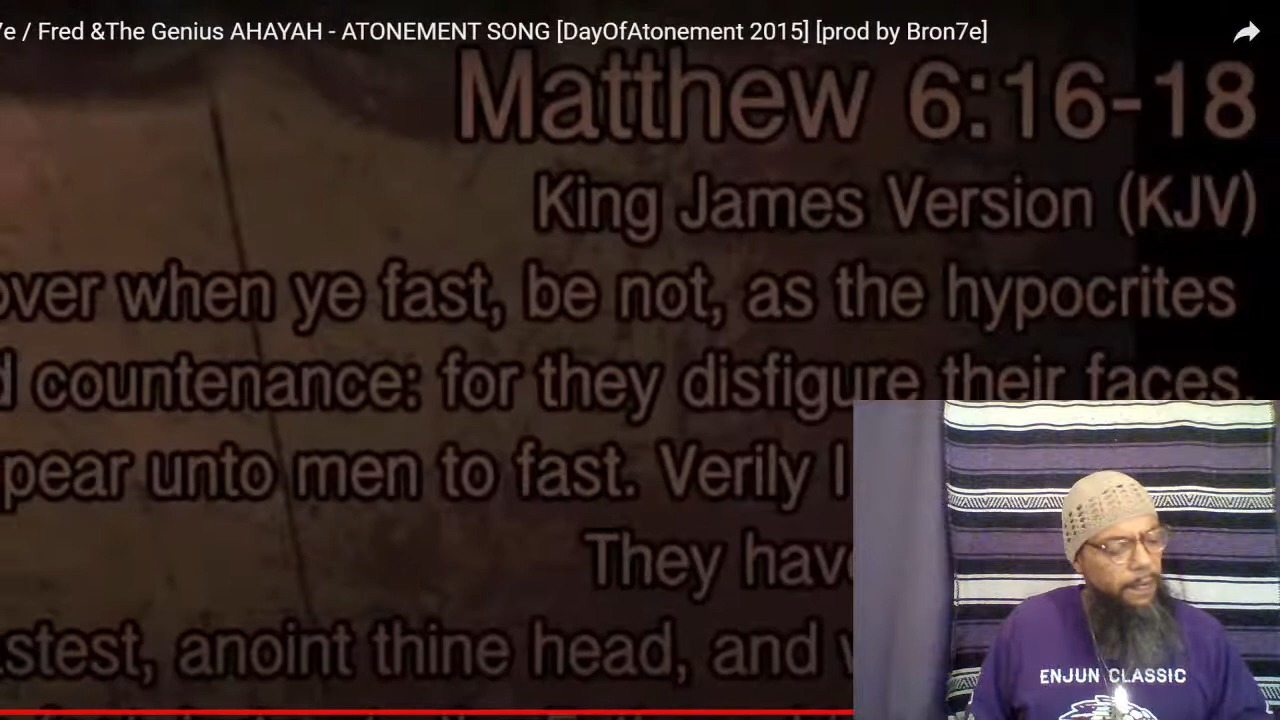 7e / Fred &The Genius AHAYAH - ATONEMENT SONG [DayOfAtonement 2015] [prod by Bron7e]
Matthew 6:16-18
King James Version (KJV)
over when ye fast, be not, as the hypocrites
d countenance: for they disfigure their faces,
pear unto men to fast. Verily I
They have
astest, anoint thine head, and w
ENJUN CLASSIC